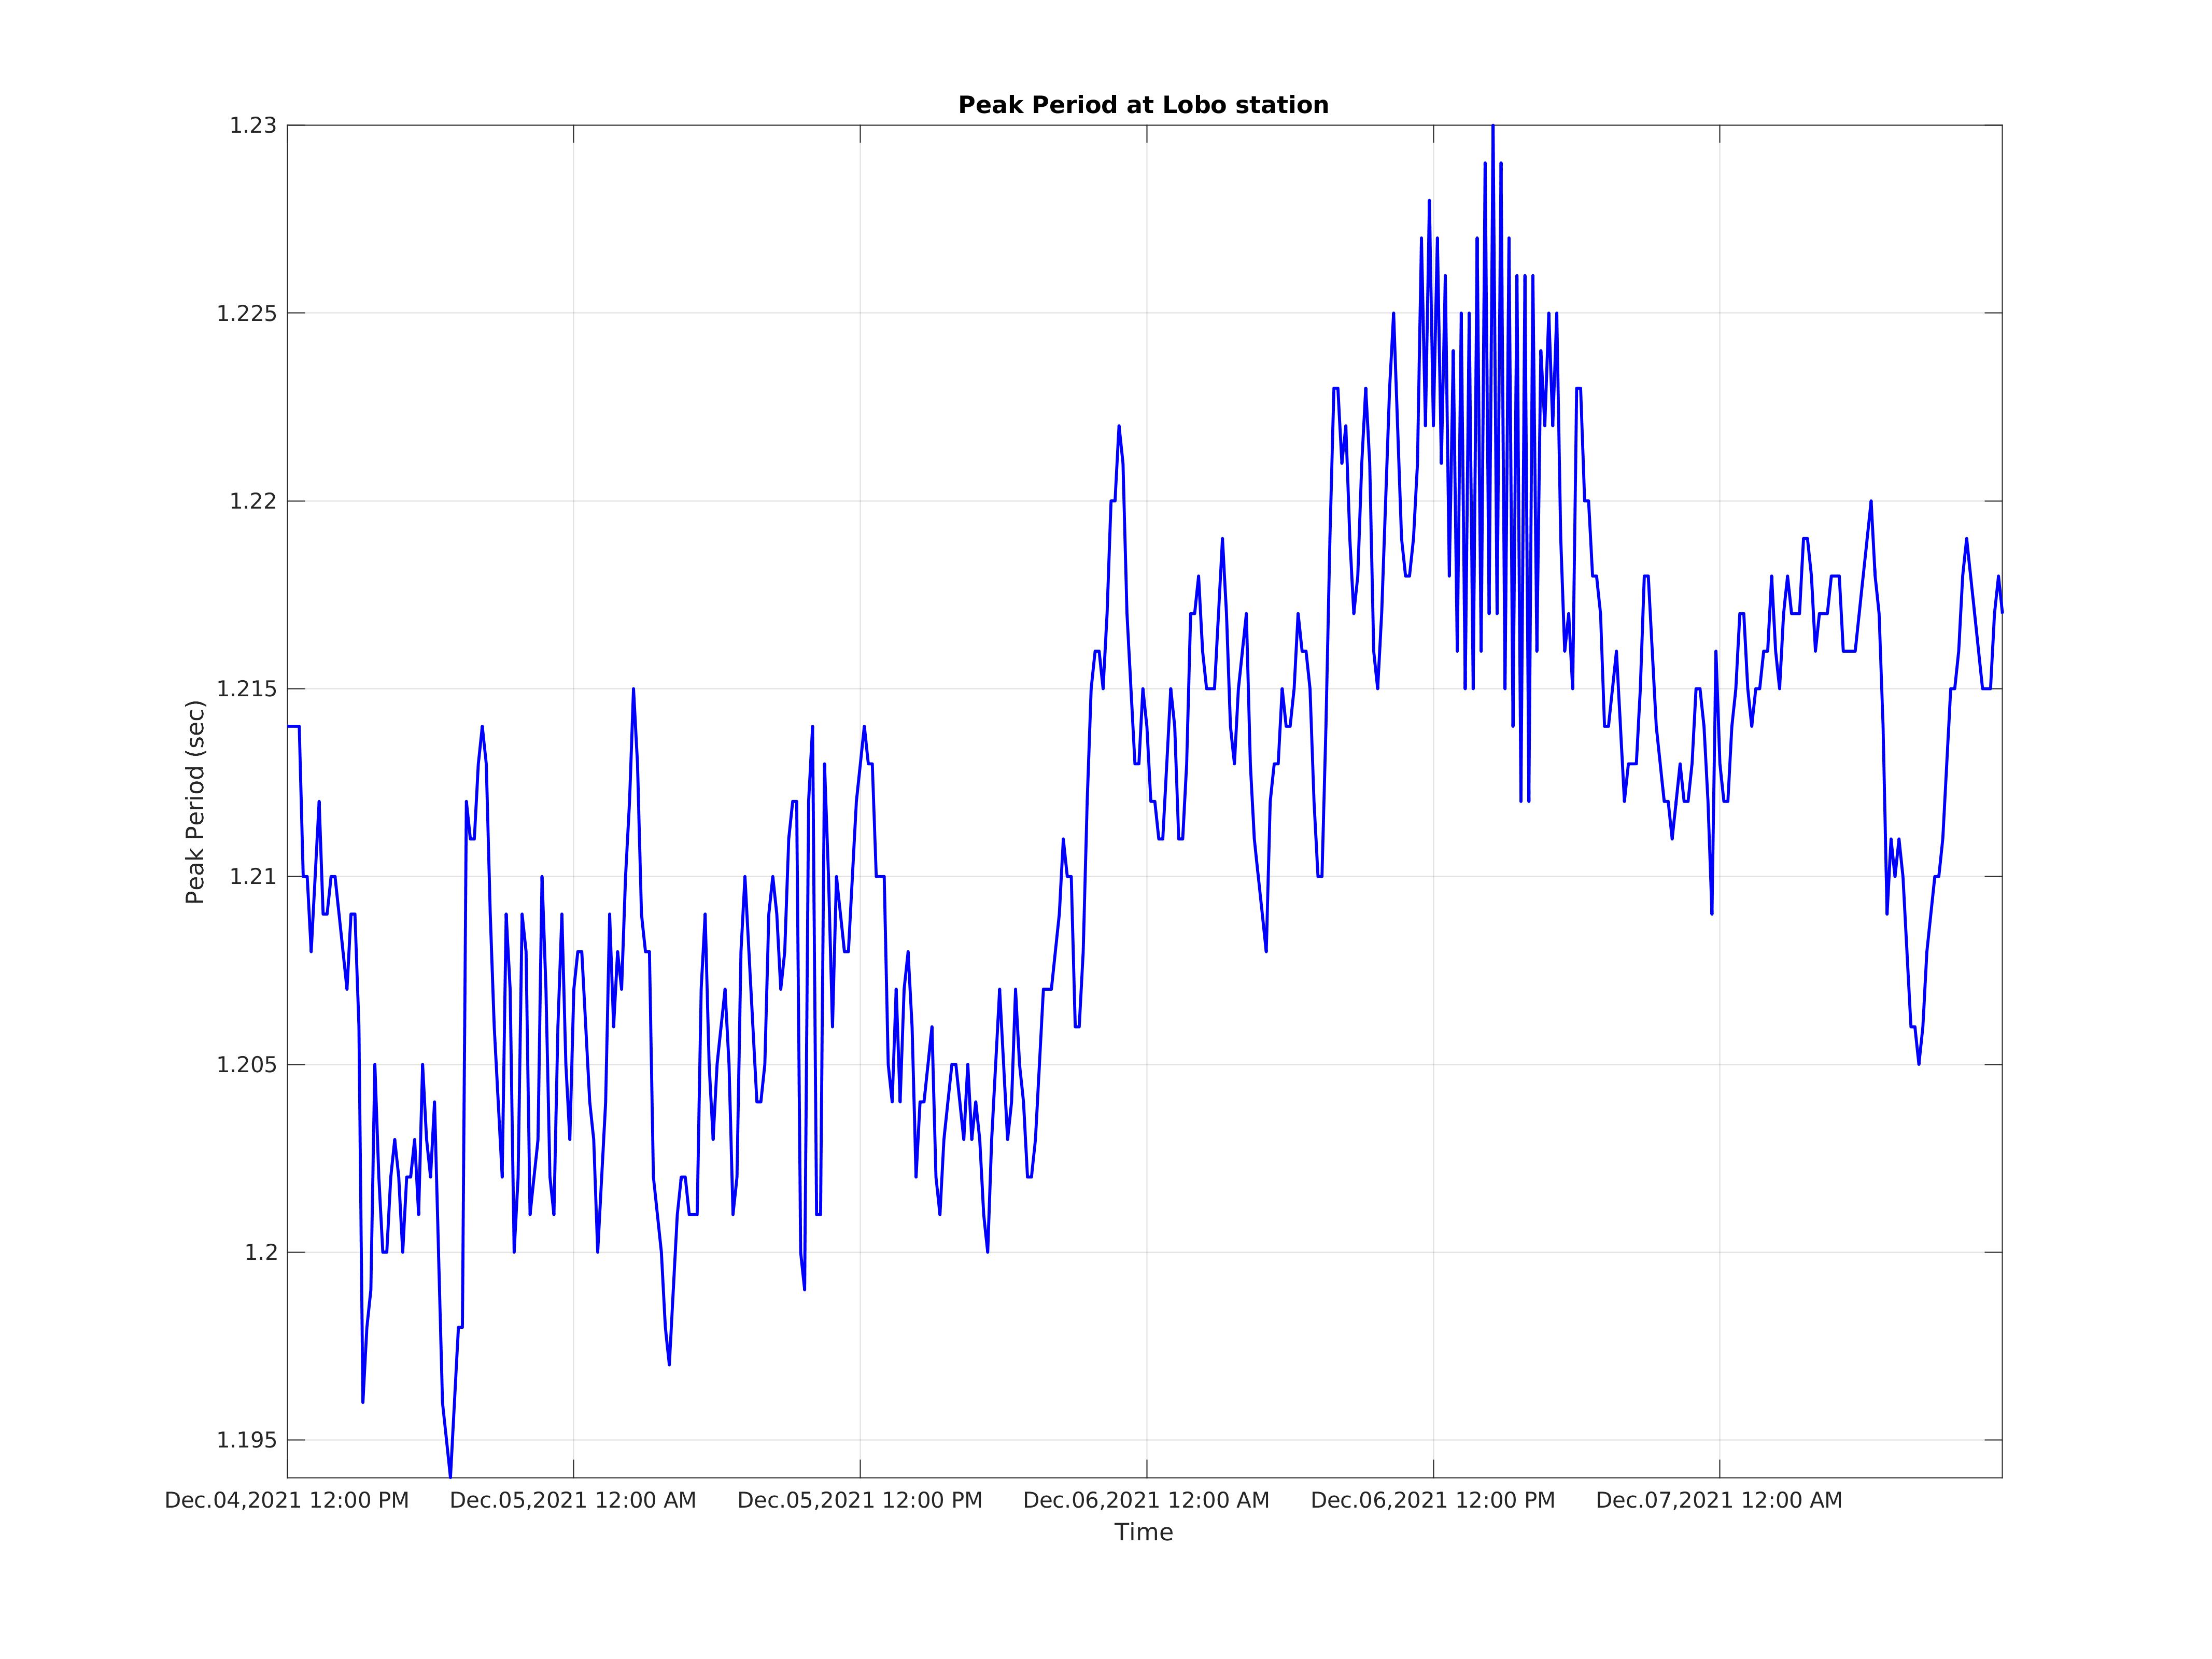 Peak Period at Lobo station
1.23
1.225
1.22
1.215
1.21
1.205
1.2
1.195
Peak Period (sec)
Dec.04,2021 12:00 PM Dec.05,2021 12:00 AM Dec.05,2021 12:00 PM Dec.06,2021 12:00 AM Dec.06,2021 12:00 PM Dec.07,2021 12:00 AM
Time